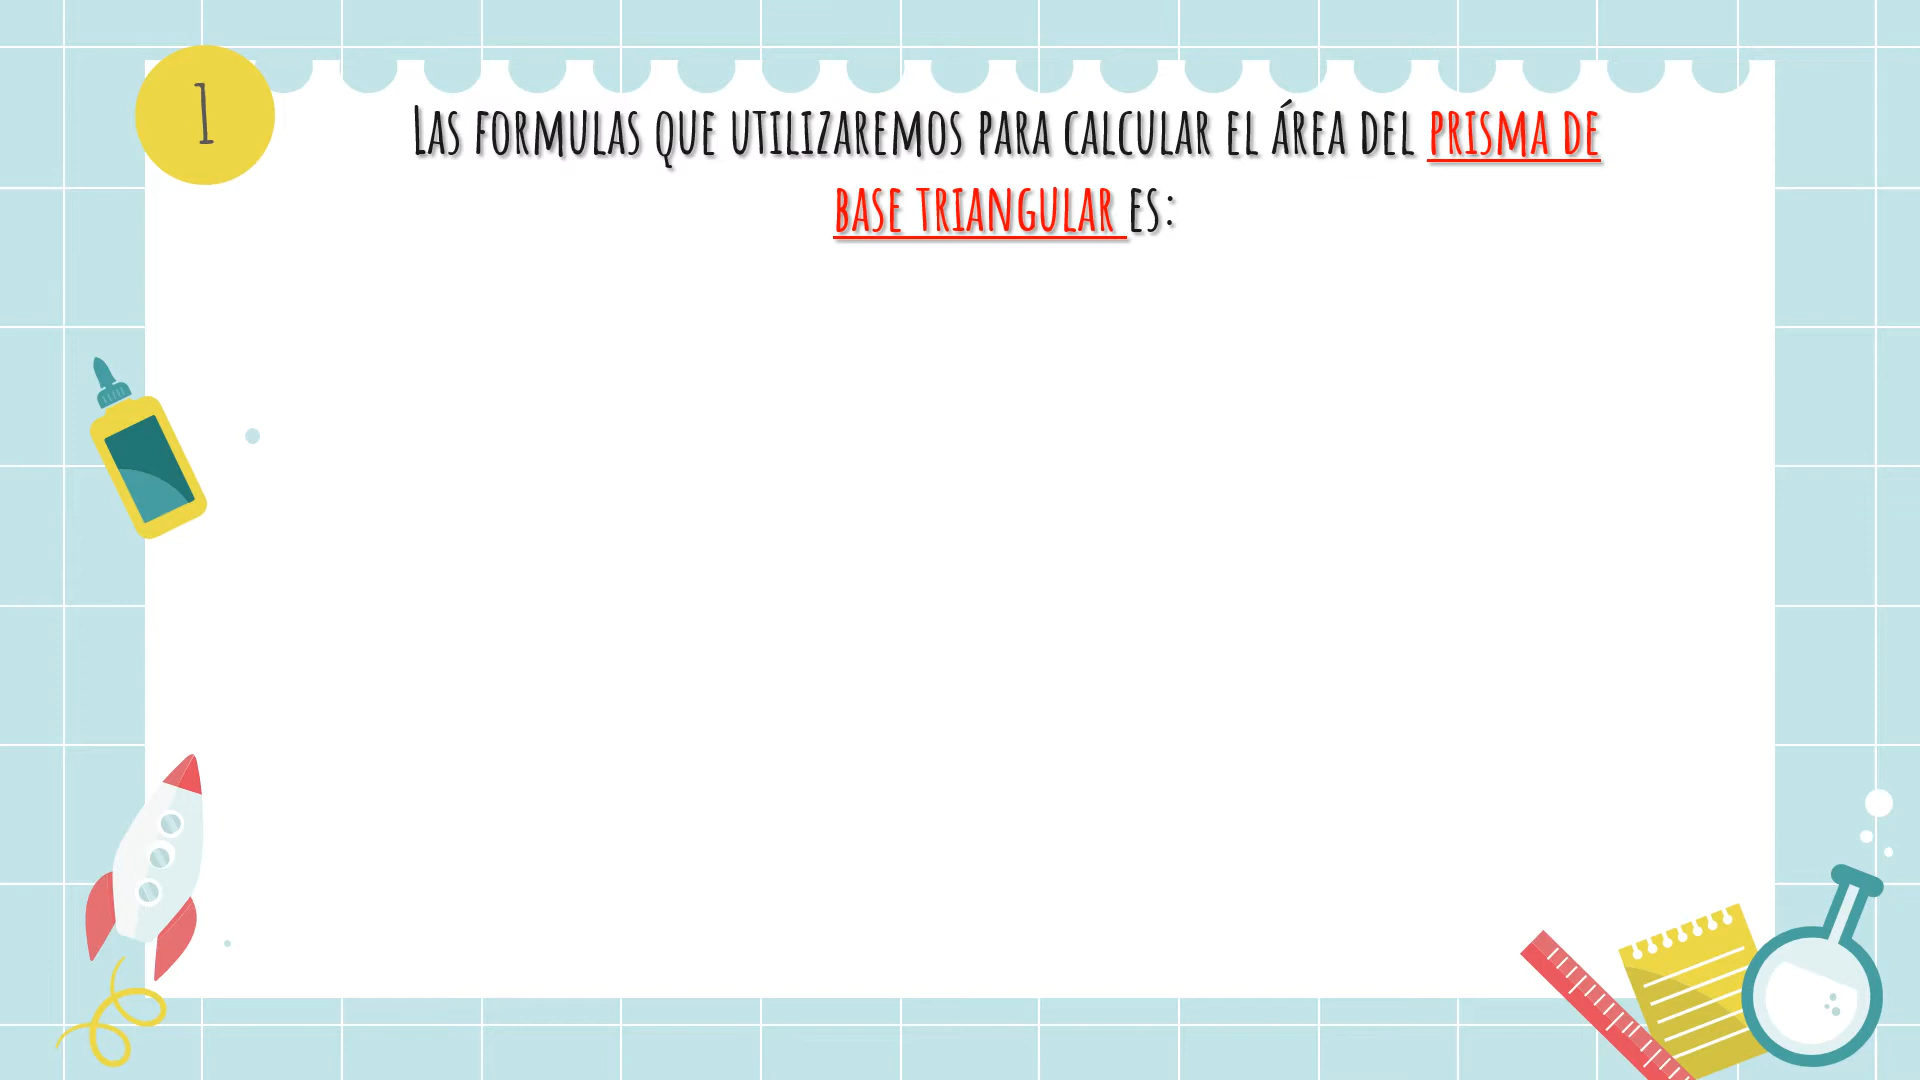 1
Las formulas que utilizaremos para calcular el área del prisma de
base triangular es: